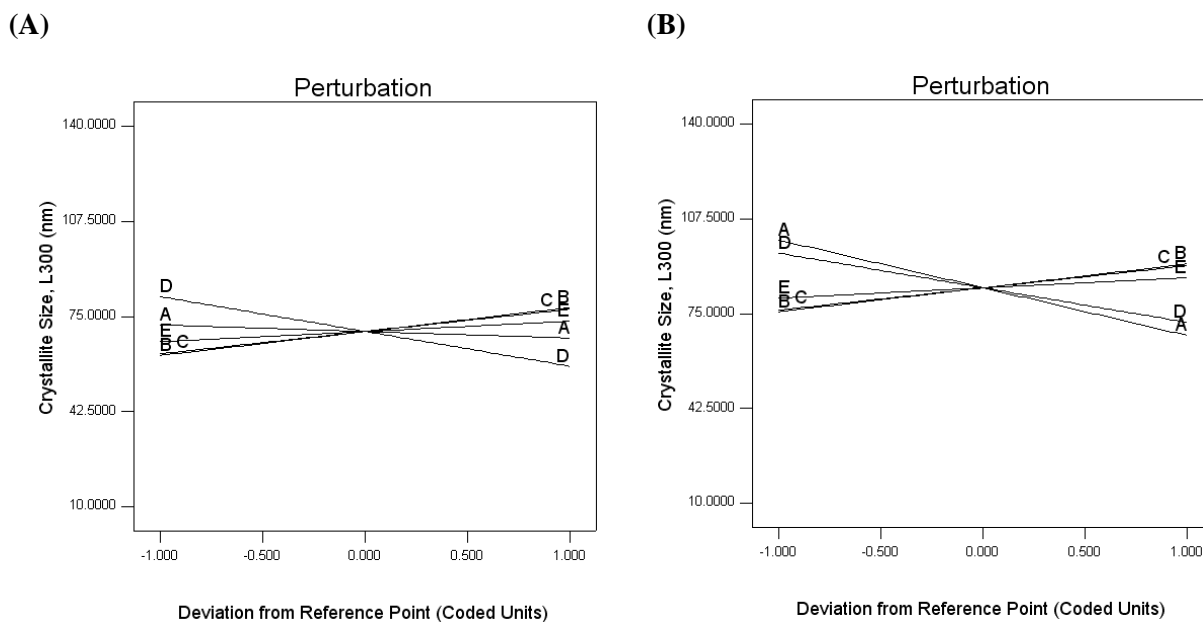 (A)
Perturbation
140.0000
107.5000
75.0000
42.5000
10.0000
Crystallite Size, L300 (nm)
D
A
E
B C
C B
E
A
D
-1.000 -0.500 0.000 0.500 1.000
Deviation from Reference Point (Coded Units)
(B)
Perturbation
140.0000
107.5000
75.0000
42.5000
10.0000
Crystallite Size, L300 (nm)
A
D
E
B C
C B
E
D
A
-1.000 -0.500 0.000 0.500 1.000
Deviation from Reference Point (Coded Units)